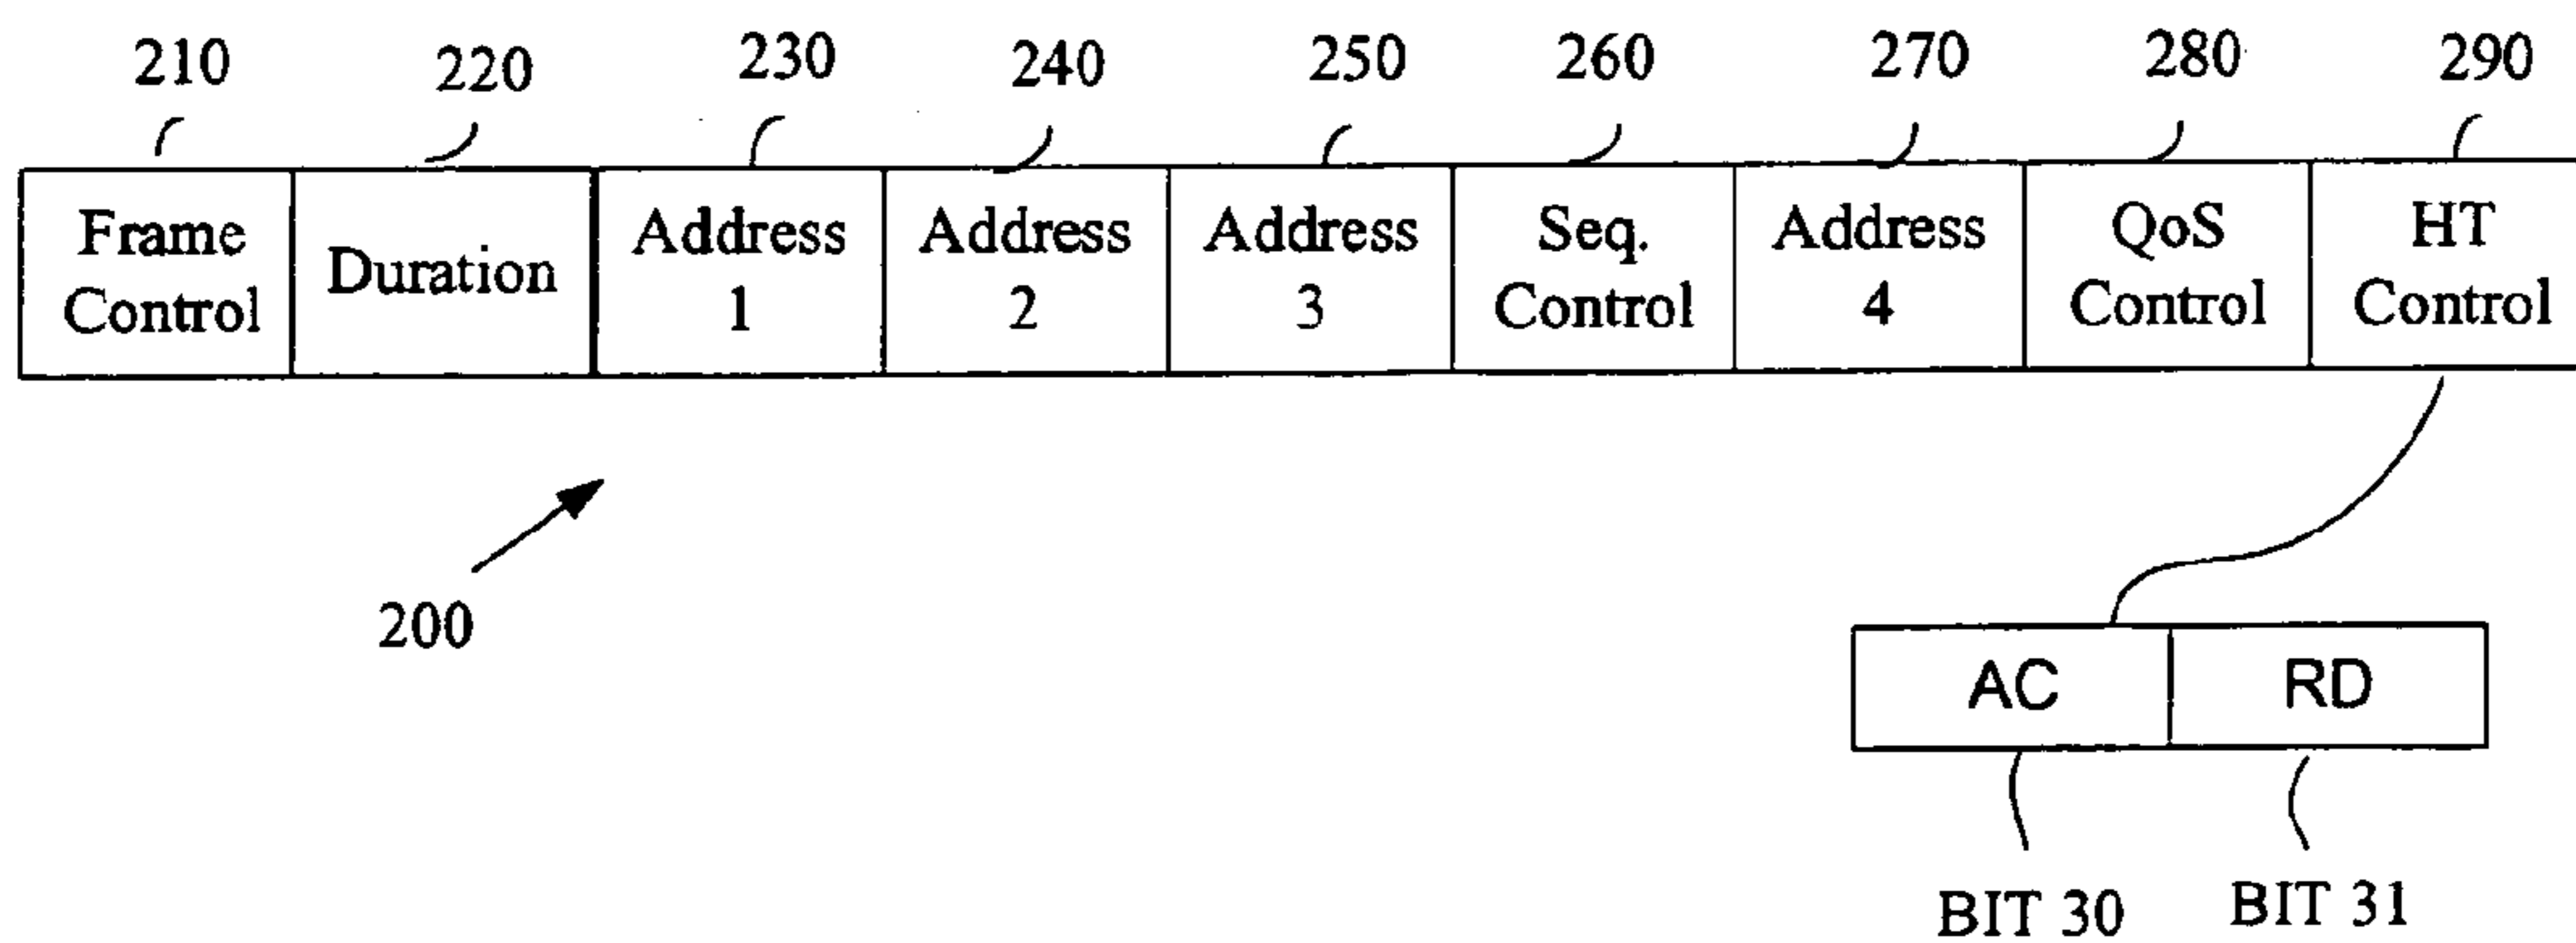 210 220 230 240 250 260 270 280 290
Frame Control
Duration
Address 1
Address 2
Address 3
Seq. Control
Address 4
QoS Control
HT Control
200
AC RD
BIT 30 BIT 31